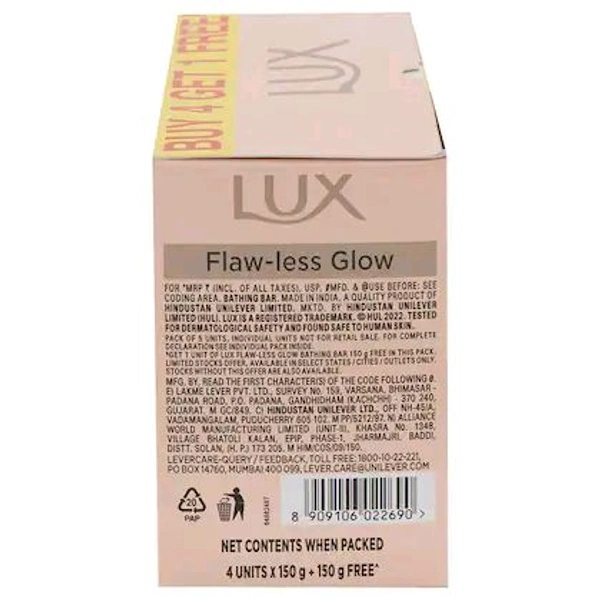 BUY 4 GET 1 FREE
LUX
LUX
Flaw-less Glow
FOR *MRP ₹ (INCL. OF ALL TAXES), USP, #MFD. & @USE BEFORE: SEE
CODING AREA. BATHING BAR. MADE IN INDIA. A QUALITY PRODUCT OF
HINDUSTAN UNILEVER LIMITED. MKTD. BY HINDUSTAN UNILEVER
LIMITED (HUL). LUX IS A REGISTERED TRADEMARK. © HUL 2022. TESTED
FOR DERMATOLOGICAL SAFETY AND FOUND SAFE TO HUMAN SKIN.
PACK OF 5 UNITS, INDIVIDUAL UNITS NOT FOR RETAIL SALE. FOR COMPLETE
DECLARATION SEE INDIVIDUAL PACK INSIDE.
^GET 1 UNIT OF LUX FLAW-LESS GLOW BATHING BAR 150 g FREE IN THIS PACK.
LIMITED STOCKS OFFER, AVAILABLE IN SELECT STATES / CITIES / OUTLETS ONLY.
STOCKS WITHOUT THIS OFFER ARE ALSO AVAILABLE.
MFG. BY, READ THE FIRST CHARACTER(S) OF THE CODE FOLLOWING @.
E) LAKME LEVER PVT. LTD., SURVEY No. 159, VARSANA, BHIMASAR -
PADANA ROAD, P.O. PADANA, GANDHIDHAM (KACHCHH) - 370 240,
GUJARAT. M GC/849. C) HINDUSTAN UNILEVER LTD., OFF NH-45/A,
VADAMANGALAM, PUDUCHERRY 605 102. M PP/5212/97. N) ALLIANCE
WORLD MANUFACTURING LIMITED (UNIT-II), KHASRA No. 1348,
VILLAGE BHATOLI KALAN, EPIP, PHASE-1, JHARMAJRI, BADDI,
DISTT. SOLAN, (H. P.) 173 205. M HIM/COS/09/150.
LEVERCARE-QUERY / FEEDBACK, TOLL FREE: 1800-10-22-221,
PO BOX 14760, MUMBAI 400 099, LEVER.CARE@UNILEVER.COM
20
PAP
8 909106 022690 >
NET CONTENTS WHEN PACKED
4 UNITS X 150 g + 150 g FREE^